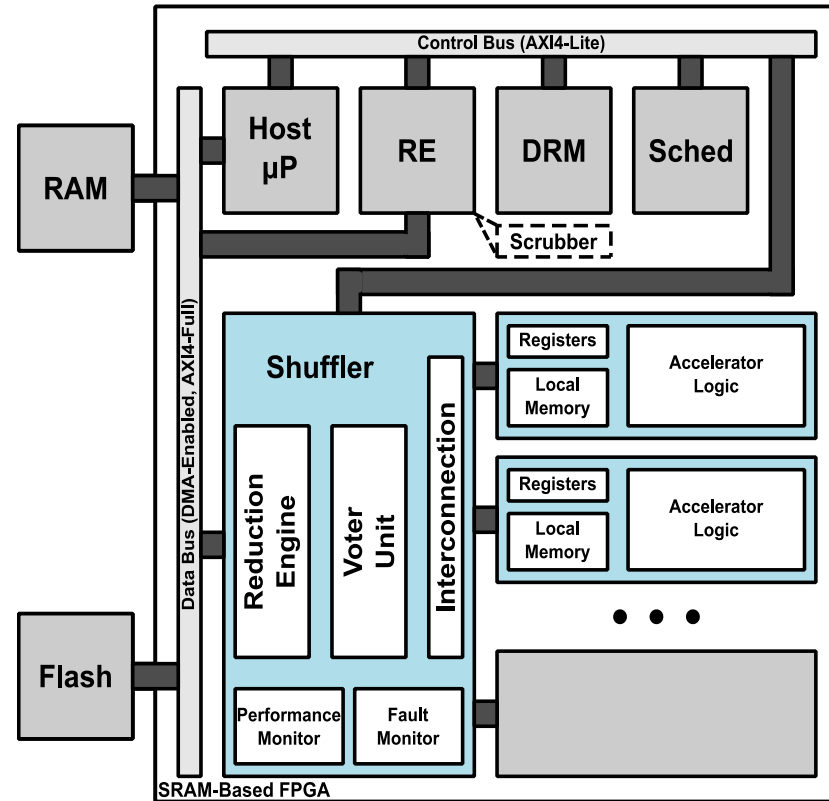 Control Bus (AXI4-Lite)
Host
µP
RE
DRM
Sched
RAM
Scrubber
Data Bus (DMA-Enabled, AXI4-Full)
Shuffler
Reduction
Engine
Voter
Unit
Interconnection
Performance
Monitor
Fault
Monitor
Registers
Local
Memory
Accelerator
Logic
Registers
Local
Memory
Accelerator
Logic
Flash
SRAM-Based FPGA